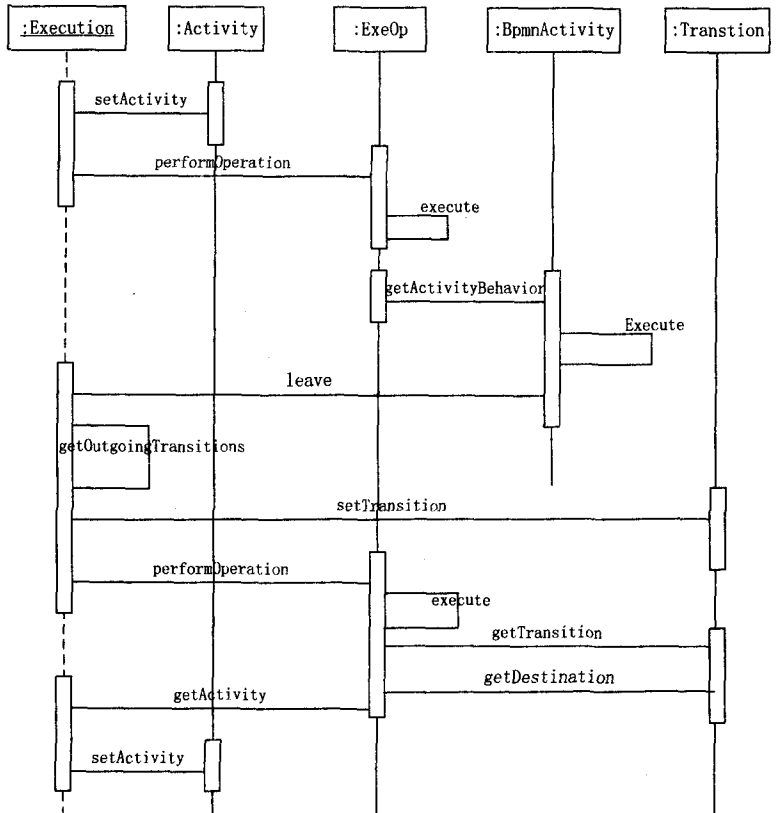 :Execution
:Activity
:ExeOp
:BpmnActivity
:Transtion
setActivity
performOperation
execute
getActivityBehavior
Execute
leave
getOutgoingTransitions
setTransition
performOperation
execute
getTransition
getDestination
getActivity
setActivity